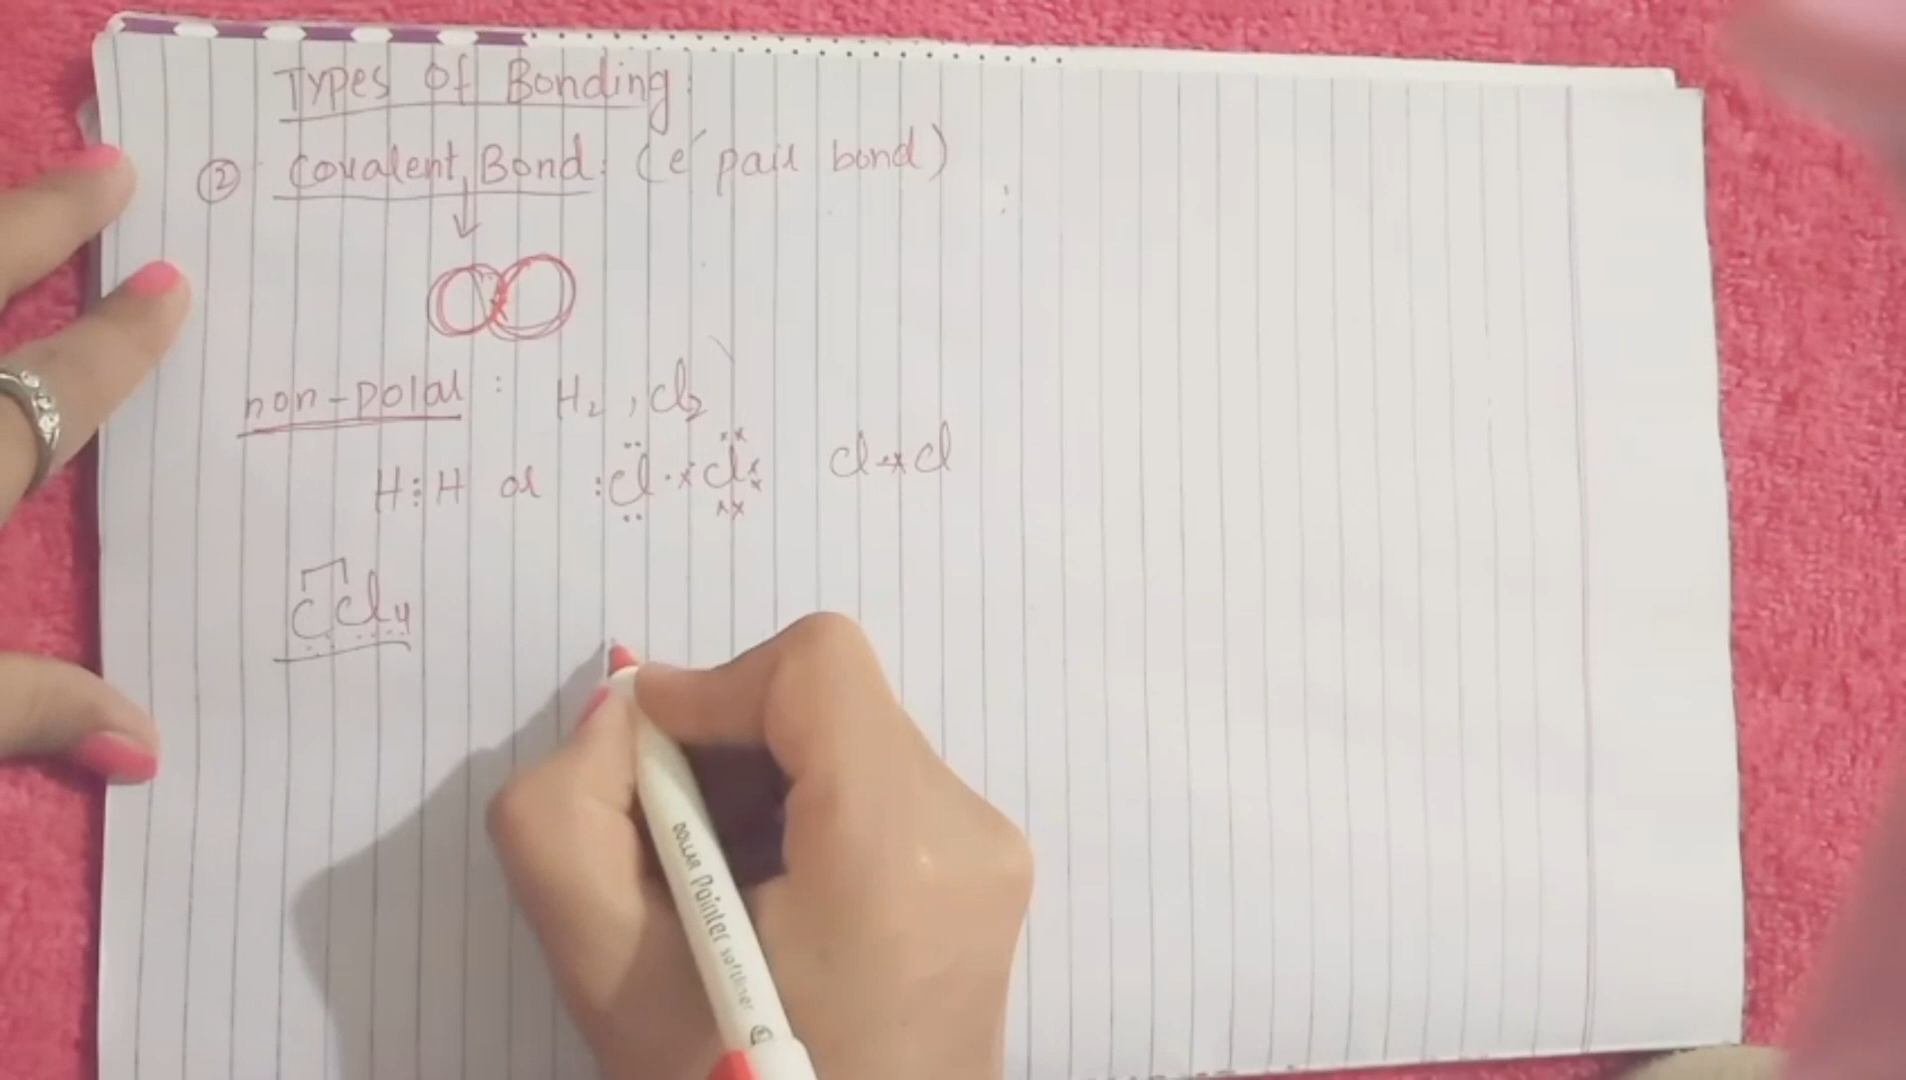 Types of Bonding:
② Covalent Bond: (e⁻ pair bond)
non-polar: H₂, Cl₂
H:H or :Cl·×Cl Cl·×Cl
CCl₄
DOLLAR Pointer softliner